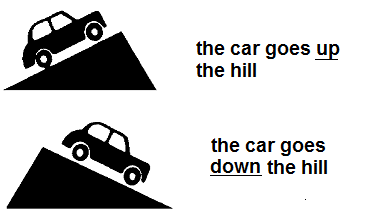 the car goes up
the hill
the car goes
down the hill